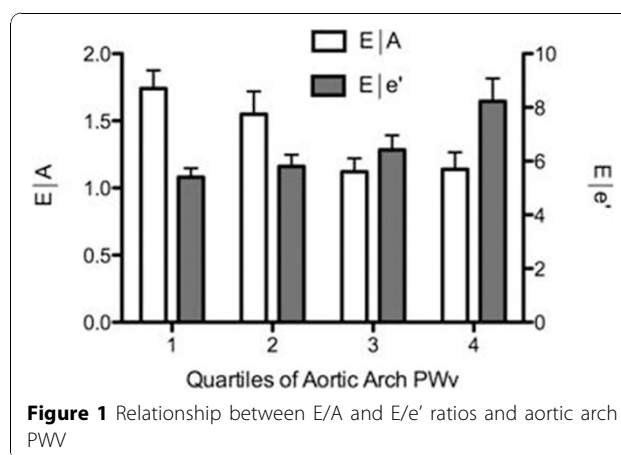 2.0
1.5
1.0
0.5
0.0
E|A
E|A
E|e'
10
8
6
4
2
0
E|e'
1 2 3 4
Quartiles of Aortic Arch PWv
Figure 1 Relationship between E/A and E/e’ ratios and aortic arch
PWV